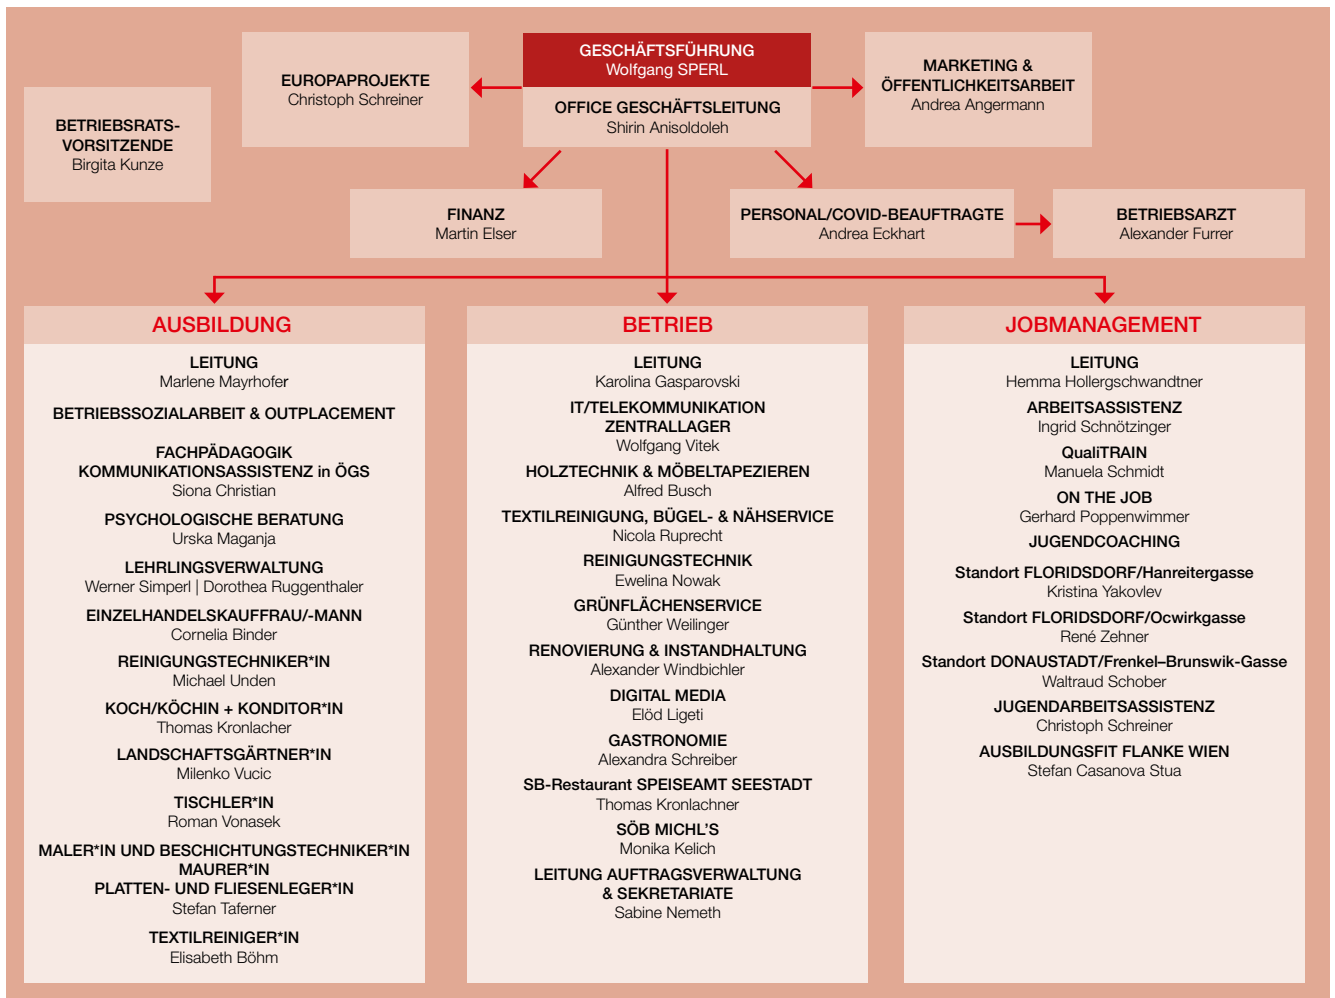 GESCHÄFTSFÜHRUNG
Wolfgang SPERL
OFFICE GESCHÄFTSLEITUNG
Shirin Anisoldoleh
EUROPAPROJEKTE
Christoph Schreiner
MARKETING &
ÖFFENTLICHKEITSARBEIT
Andrea Angermann
BETRIEBSRATS-
VORSITZENDE
Birgita Kunze
FINANZ
Martin Elser
PERSONAL/COVID-BEAUFTRAGTE
Andrea Eckhart
BETRIEBSARZT
Alexander Furrer
AUSBILDUNG
LEITUNG
Marlene Mayrhofer
BETRIEBSSOZIALARBEIT & OUTPLACEMENT
FACHPÄDAGOGIK
KOMMUNIKATIONSASSISTENZ in ÖGS
Siona Christian
PSYCHOLOGISCHE BERATUNG
Urska Maganja
LEHRLINGSVERWALTUNG
Werner Simperl | Dorothea Ruggenthaler
EINZELHANDELSKAUFFRAU/-MANN
Cornelia Binder
REINIGUNGSTECHNIKER*IN
Michael Unden
KOCH/KÖCHIN + KONDITOR*IN
Thomas Kronlacher
LANDSCHAFTSGÄRTNER*IN
Milenko Vucic
TISCHLER*IN
Roman Vonasek
MALER*IN UND BESCHICHTUNGSTECHNIKER*IN
MAURER*IN
PLATTEN- UND FLIESENLEGER*IN
Stefan Taferner
TEXTILREINIGER*IN
Elisabeth Böhm
BETRIEB
LEITUNG
Karolina Gasparovski
IT/TELEKOMMUNIKATION
ZENTRALLAGER
Wolfgang Vitek
HOLZTECHNIK & MÖBELTAPEZIEREN
Alfred Busch
TEXTILREINIGUNG, BÜGEL- & NÄHSERVICE
Nicola Ruprecht
REINIGUNGSTECHNIK
Ewelina Nowak
GRÜNFLÄCHENSERVICE
Günther Weilinger
RENOVIERUNG & INSTANDHALTUNG
Alexander Windbichler
DIGITAL MEDIA
Elöd Ligeti
GASTRONOMIE
Alexandra Schreiber
SB-Restaurant SPEISEAMT SEESTADT
Thomas Kronlachner
SÖB MICHL'S
Monika Kelich
LEITUNG AUFTRAGSVERWALTUNG
& SEKRETARIATE
Sabine Nemeth
JOBMANAGEMENT
LEITUNG
Hemma Hollergschwandtner
ARBEITSASSISTENZ
Ingrid Schnötzinger
QualiTRAIN
Manuela Schmidt
ON THE JOB
Gerhard Poppenwimmer
JUGENDCOACHING
Standort FLORIDSDORF/Hanreitergasse
Kristina Yakovlev
Standort FLORIDSDORF/Ocwirkgasse
René Zehner
Standort DONAUSTADT/Frenkel–Brunswik-Gasse
Waltraud Schober
JUGENDARBEITSASSISTENZ
Christoph Schreiner
AUSBILDUNGSFIT FLANKE WIEN
Stefan Casanova Stua